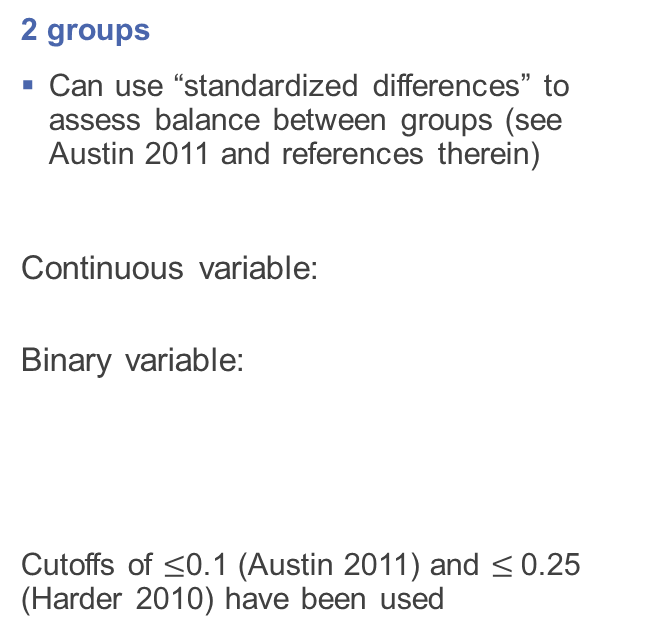 2 groups
▪ Can use “standardized differences” to
assess balance between groups (see
Austin 2011 and references therein)
Continuous variable:
Binary variable:
Cutoffs of ≤0.1 (Austin 2011) and ≤ 0.25
(Harder 2010) have been used